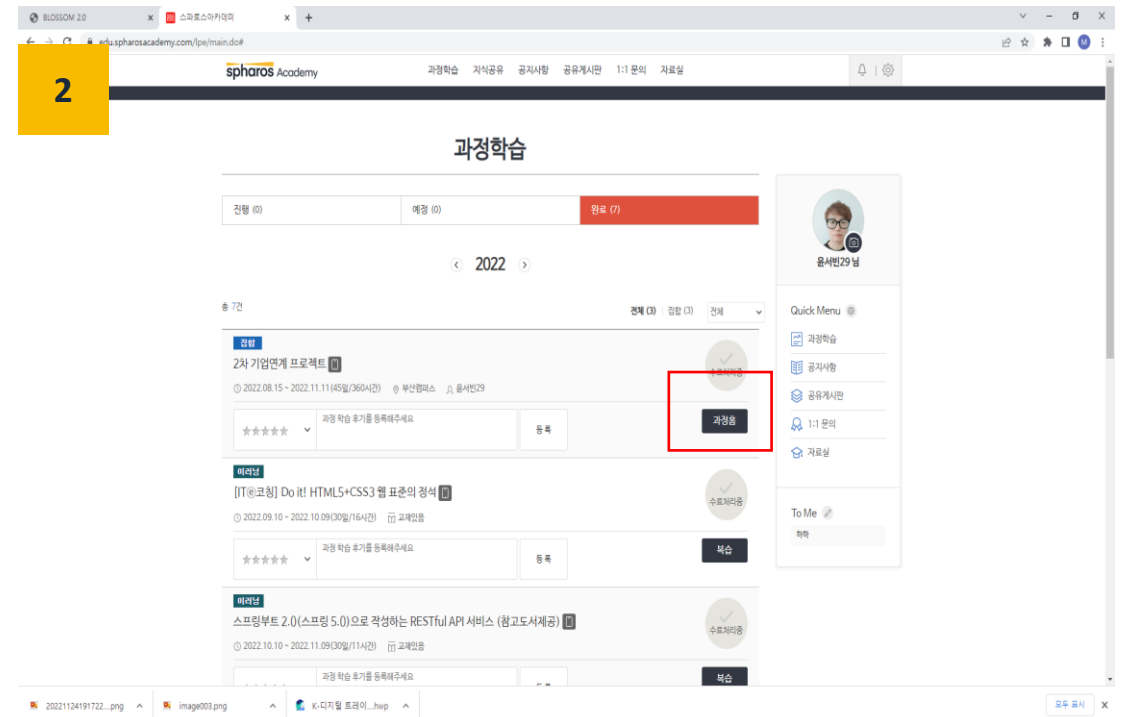 BLOSSOM 2.0
스파로스아카데미
edu.spharosacademy.com/lpe/main.do#
M
2
spharos Academy
과정학습 지식공유 공지사항 공유게시판 1:1 문의 자료실
과정학습
진행 (0)
예정 (0)
완료 (7)
2022
총 7건
전체 (3) 집합 (3) 전체
집합
2차 기업연계 프로젝트
2022.08.15 ~ 2022.11.11(45일/360시간) 부산캠퍼스 윤서빈29
수료처리중
과정 학습 후기를 등록해주세요
등록
과정홈
이러닝
[IT@코칭] Do it! HTML5+CSS3 웹 표준의 정석
2022.09.10 ~ 2022.10.09(30일/16시간) 교재있음
수료처리중
과정 학습 후기를 등록해주세요
등록
복습
이러닝
스프링부트 2.0(스프링 5.0)으로 작성하는 RESTful API 서비스 (참고도서제공)
2022.10.10 ~ 2022.11.09(30일/11시간) 교재있음
수료처리중
과정 학습 후기를 등록해주세요
복습
윤서빈29 님
Quick Menu
과정학습
공지사항
공유게시판
1:1 문의
자료실
To Me
하하
20221124191722....png
image003.png
K-디지털 트레이....hwp
모두 표시